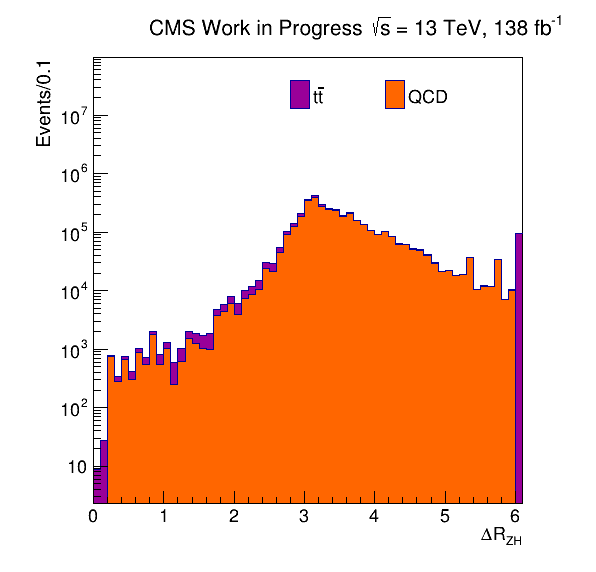 CMS Work in Progress √s = 13 TeV, 138 fb⁻¹
Events/0.1
tt̄ QCD
10⁷
10⁶
10⁵
10⁴
10³
10²
10
0 1 2 3 4 5 6
ΔR_ZH